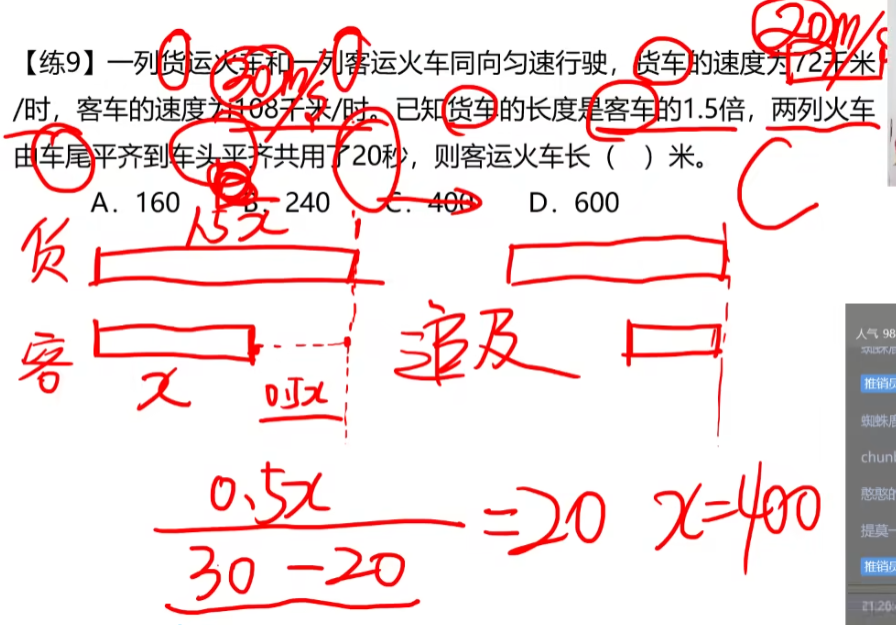 20m/s
30m/s
【练9】一列货运火车和一列客运火车同向匀速行驶，货车的速度为72千米
/时，客车的速度为108千米/时。已知货车的长度是客车的1.5倍，两列火车
由车尾平齐到车头平齐共用了20秒，则客运火车长（ ）米。
A．160 B．240 C．400 D．600
C
1.5x
货
客 追及
x 0.5x
0.5x
30-20
=20 x=400
人气 98
推销员
蜘蛛
chunl
憨憨的
提莫一
推销员
21.26